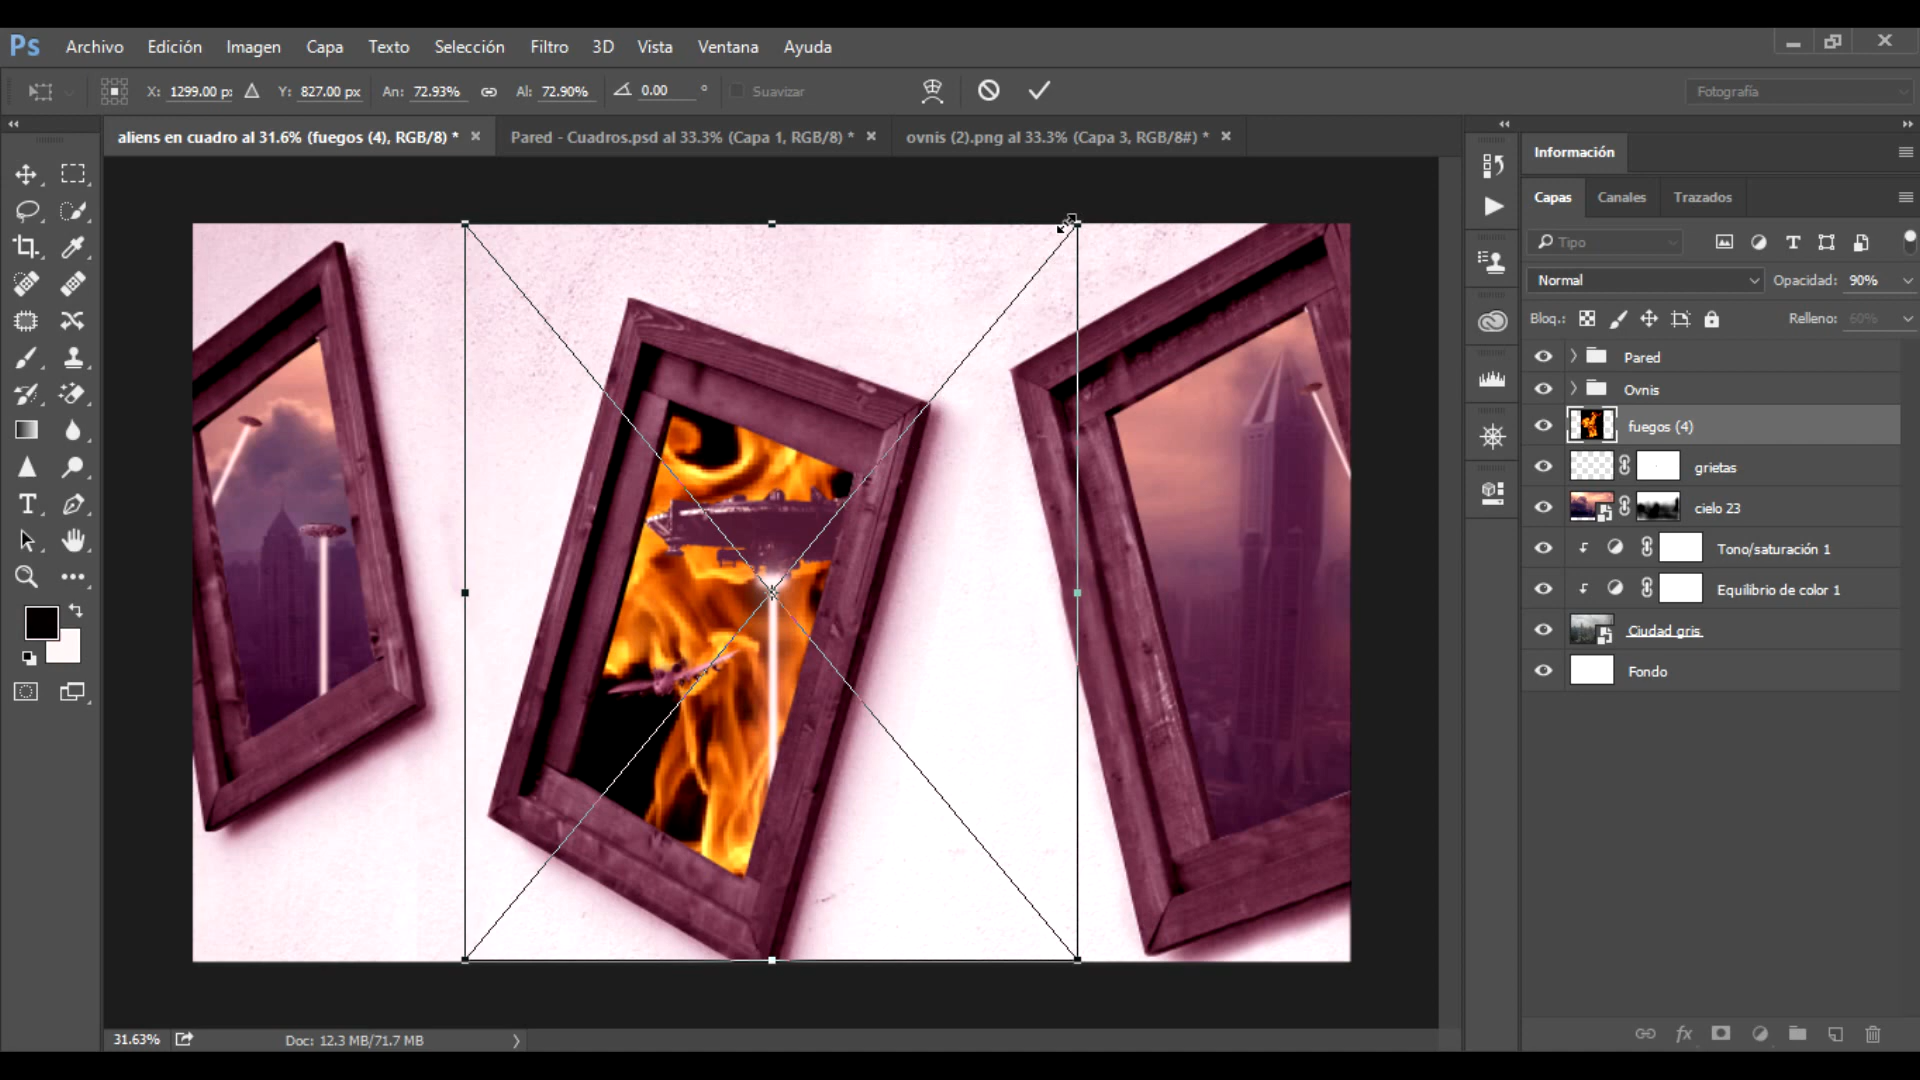 Ps Archivo Edición Imagen Capa Texto Selección Filtro 3D Vista Ventana Ayuda
X: 1299.00 p: Y: 827.00 px An: 72.93% Al: 72.90% 0.00 ° Suavizar Fotografía
aliens en cuadro al 31.6% (fuegos (4), RGB/8) * Pared - Cuadros.psd al 33.3% (Capa 1, RGB/8) * ovnis (2).png al 33.3% (Capa 3, RGB/8#) *
Información
Capas Canales Trazados
Tipo
Normal Opacidad: 90%
Bloq.: Relleno: 60%
Pared
Ovnis
fuegos (4)
grietas
cielo 23
Tono/saturación 1
Equilibrio de color 1
Ciudad gris
Fondo
31.63% Doc: 12.3 MB/71.7 MB
fx